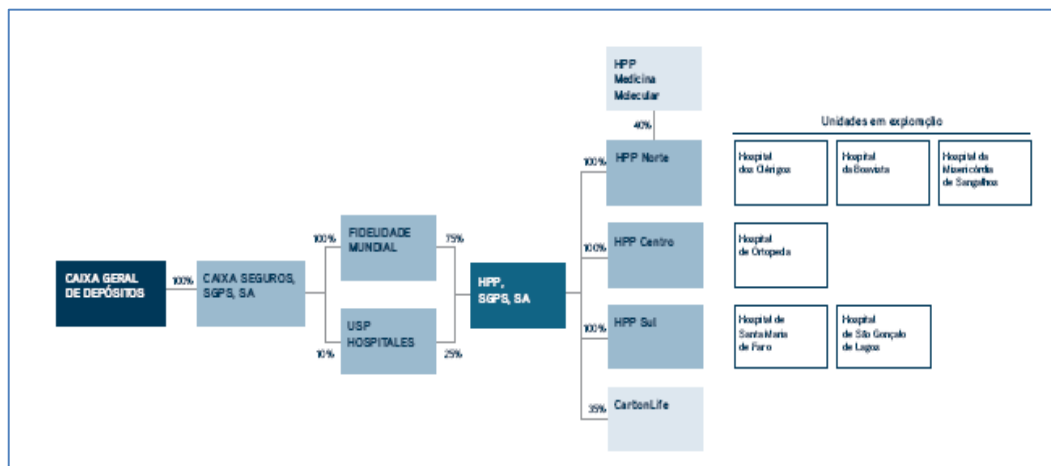 HPP
Medicina
Molecular
40%
Unidades em exploração
100%
HPP Norte
Hospital
dos Clérigos
Hospital
da Boavista
Hospital da
Misericórdia
de Sangalhos
100%
FIDELIDADE
MUNDIAL
75%
100%
HPP Centro
Hospital
de Ortopeda
CAIXA GERAL
DE DEPÓSITOS
100%
CAIXA SEGUROS,
SGPS, SA
HPP,
SGPS, SA
10%
USP
HOSPITALES
25%
100%
HPP Sul
Hospital de
Santa Maria
de Faro
Hospital
de São Gonçalo
de Lagos
35%